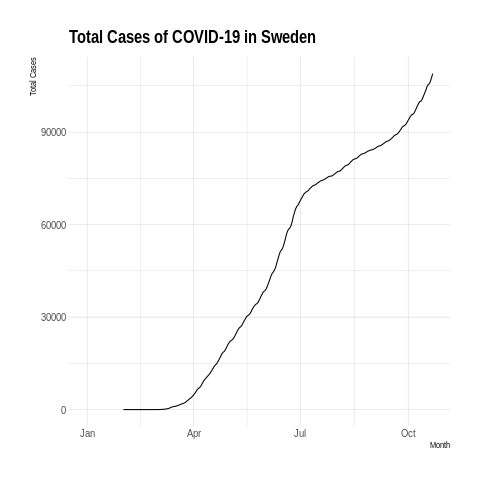 Total Cases of COVID-19 in Sweden
Total Cases
90000
60000
30000
0
Jan Apr Jul Oct
Month